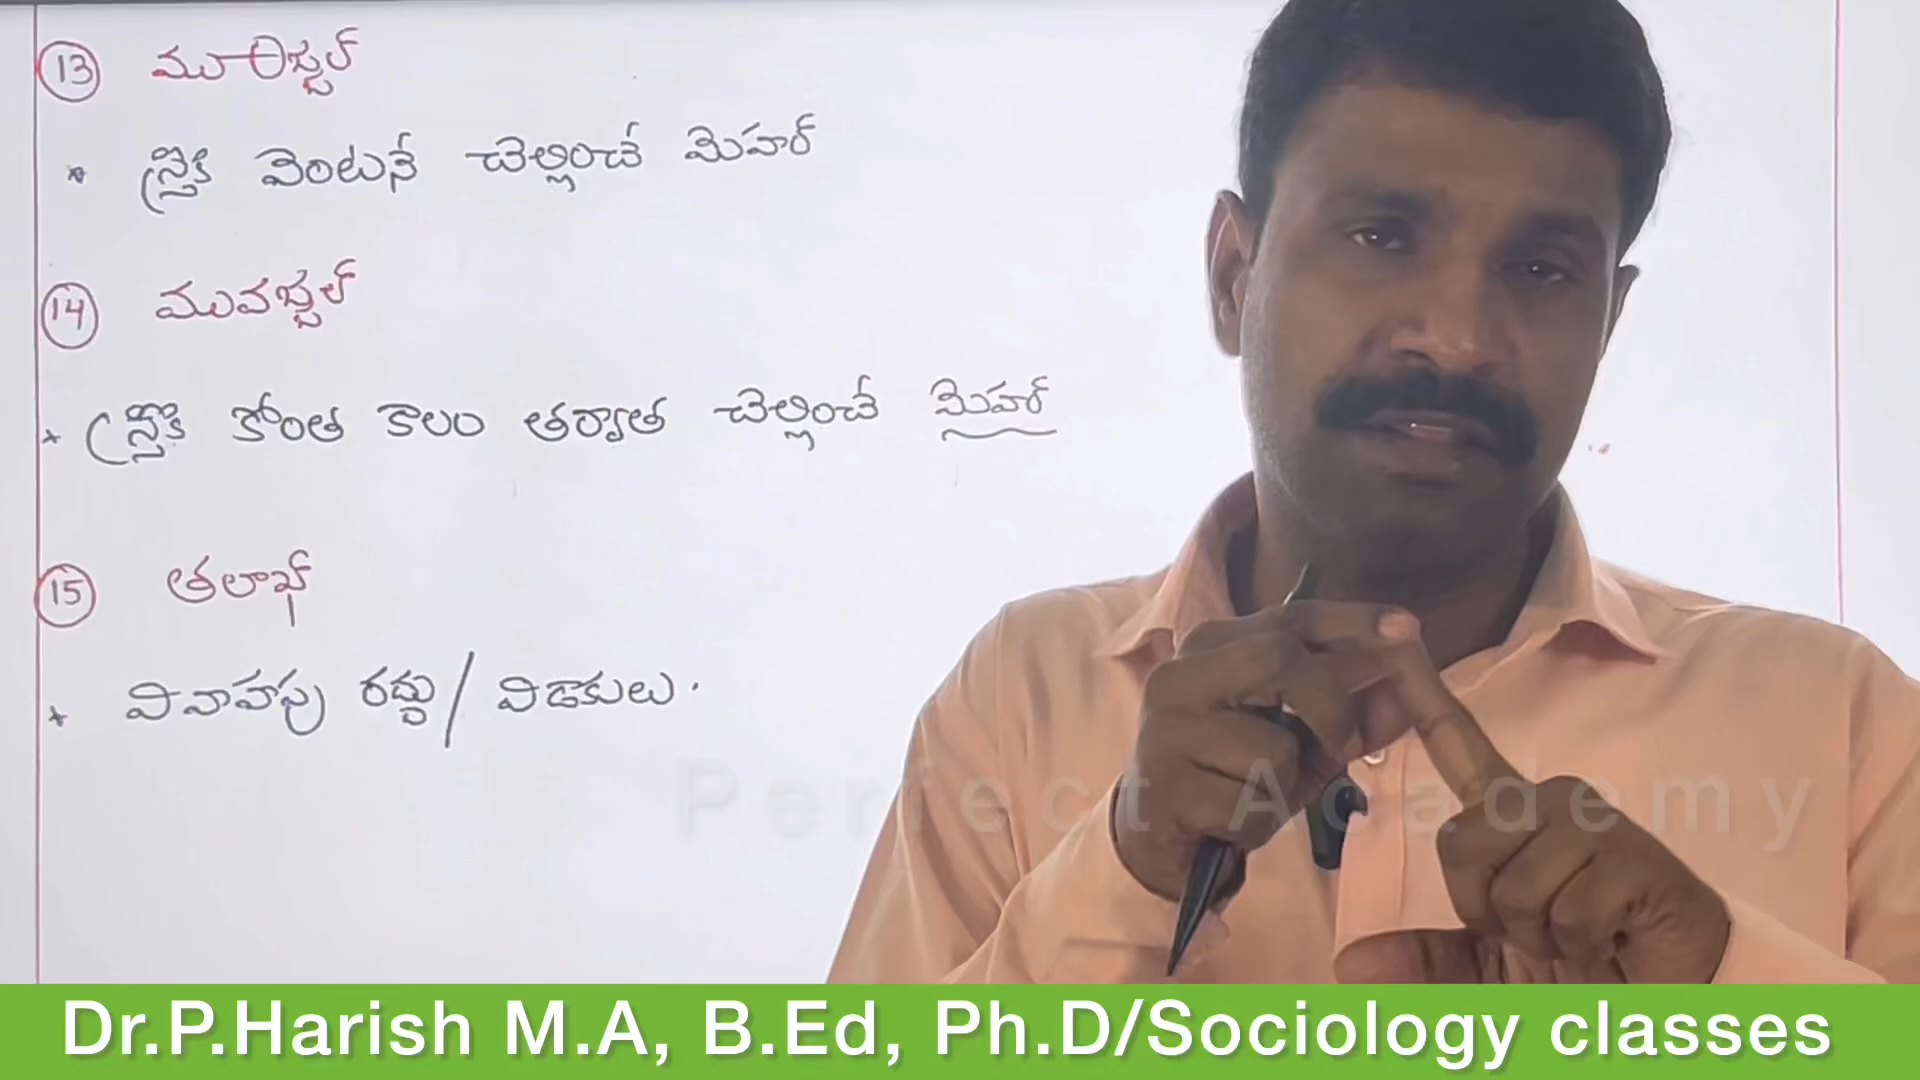 13 ముఅజ్జల్
* స్త్రీకి వెంటనే చెల్లించే మెహర్
14 మువజ్జల్
* స్త్రీకి కోంత కాలం తర్వాత చెల్లించే మెహర్
15 తలాఖ్
* వివాహపు రద్దు / విడాకులు.
Perfect Academy
Dr.P.Harish M.A, B.Ed, Ph.D/Sociology classes